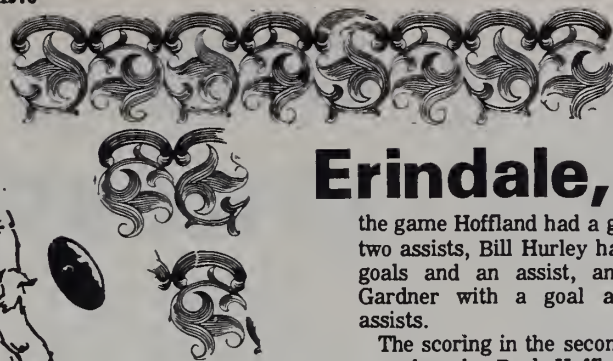 Erindale,
the game Hoffland had a g
two assists, Bill Hurley ha
goals and an assist, an
Gardner with a goal a
assists.
The scoring in the secon